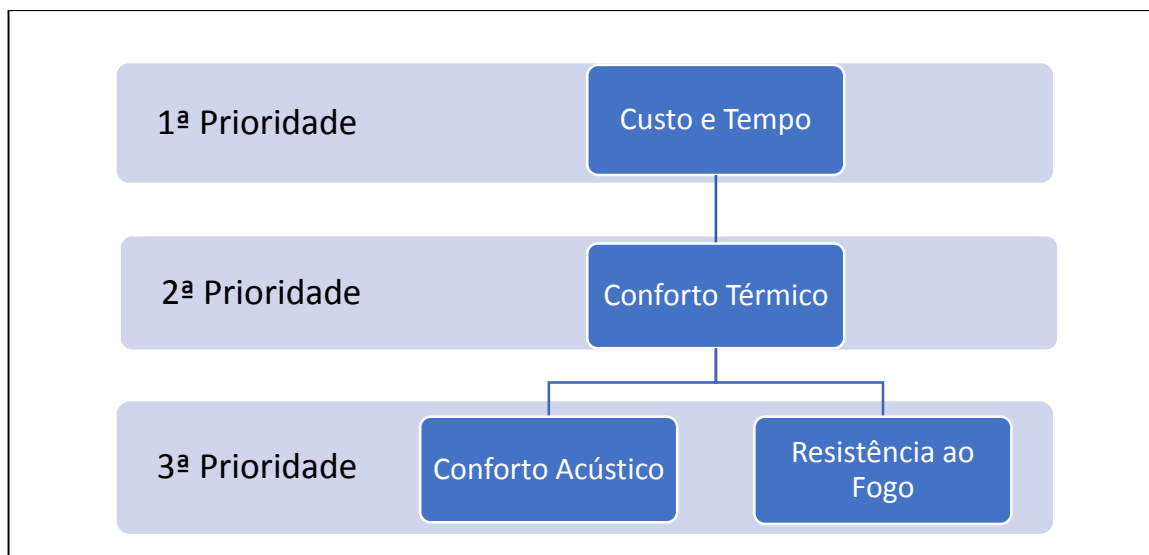 1ª Prioridade
Custo e Tempo
2ª Prioridade
Conforto Térmico
3ª Prioridade
Conforto Acústico
Resistência ao
Fogo